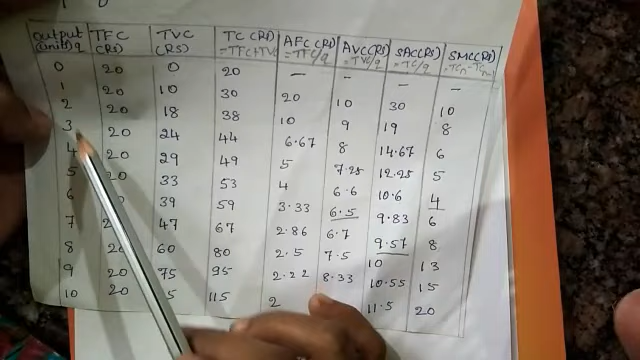 Output (units) q TFC (RS) TVC (RS) TC (RS) =TFC+TVC AFC (RS) =TFC/q AVC (RS) =TVC/q SAC (RS) =TC/q SMC (RS) =TCn-TCn-1
0 20 0 20 — — — —
1 20 10 30 20 10 30 10
2 20 18 38 10 9 19 8
3 20 24 44 6.67 8 14.67 6
4 20 29 49 5 7.25 12.25 5
5 20 33 53 4 6.6 10.6 4
6 39 59 3.33 6.5 9.83 6
7 2 47 67 2.86 6.7 9.57 8
8 20 60 80 2.5 7.5 10 13
9 20 75 95 2.22 8.33 10.55 15
10 20 5 115 2 11.5 20